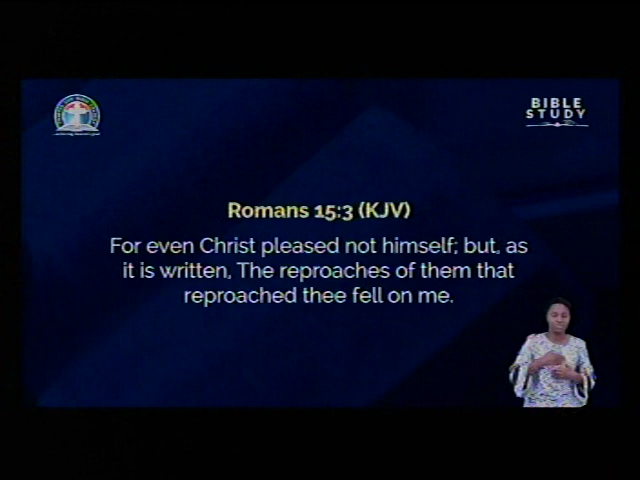 BIBLE
STUDY
Romans 15:3 (KJV)
For even Christ pleased not himself; but, as
it is written, The reproaches of them that
reproached thee fell on me.